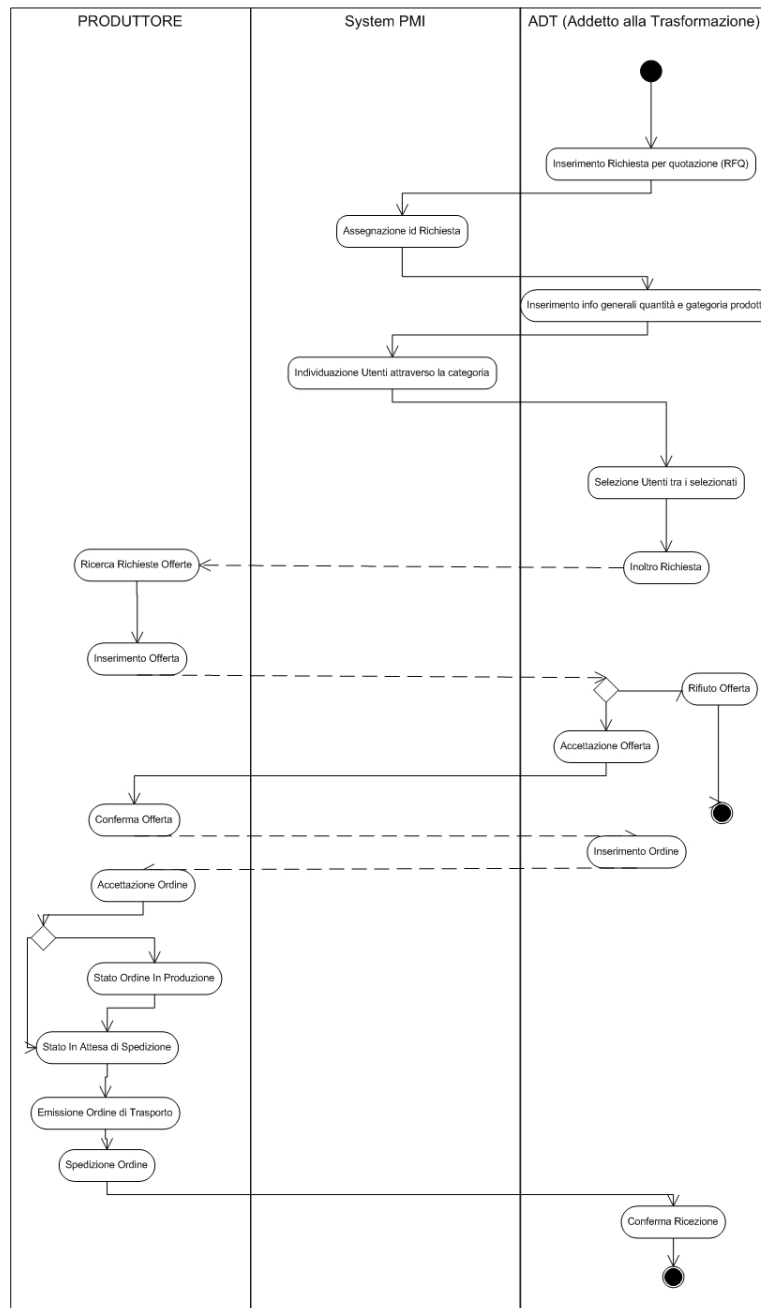 PRODUTTORE
System PMI
ADT (Addetto alla Trasformazione)
Inserimento Richiesta per quotazione (RFQ)
Assegnazione id Richiesta
Inserimento info generali quantità e gategoria prodott
Individuazione Utenti attraverso la categoria
Selezione Utenti tra i selezionati
Ricerca Richieste Offerte
Inoltro Richiesta
Inserimento Offerta
Rifiuto Offerta
Accettazione Offerta
Conferma Offerta
Inserimento Ordine
Accettazione Ordine
Stato Ordine In Produzione
Stato In Attesa di Spedizione
Emissione Ordine di Trasporto
Spedizione Ordine
Conferma Ricezione